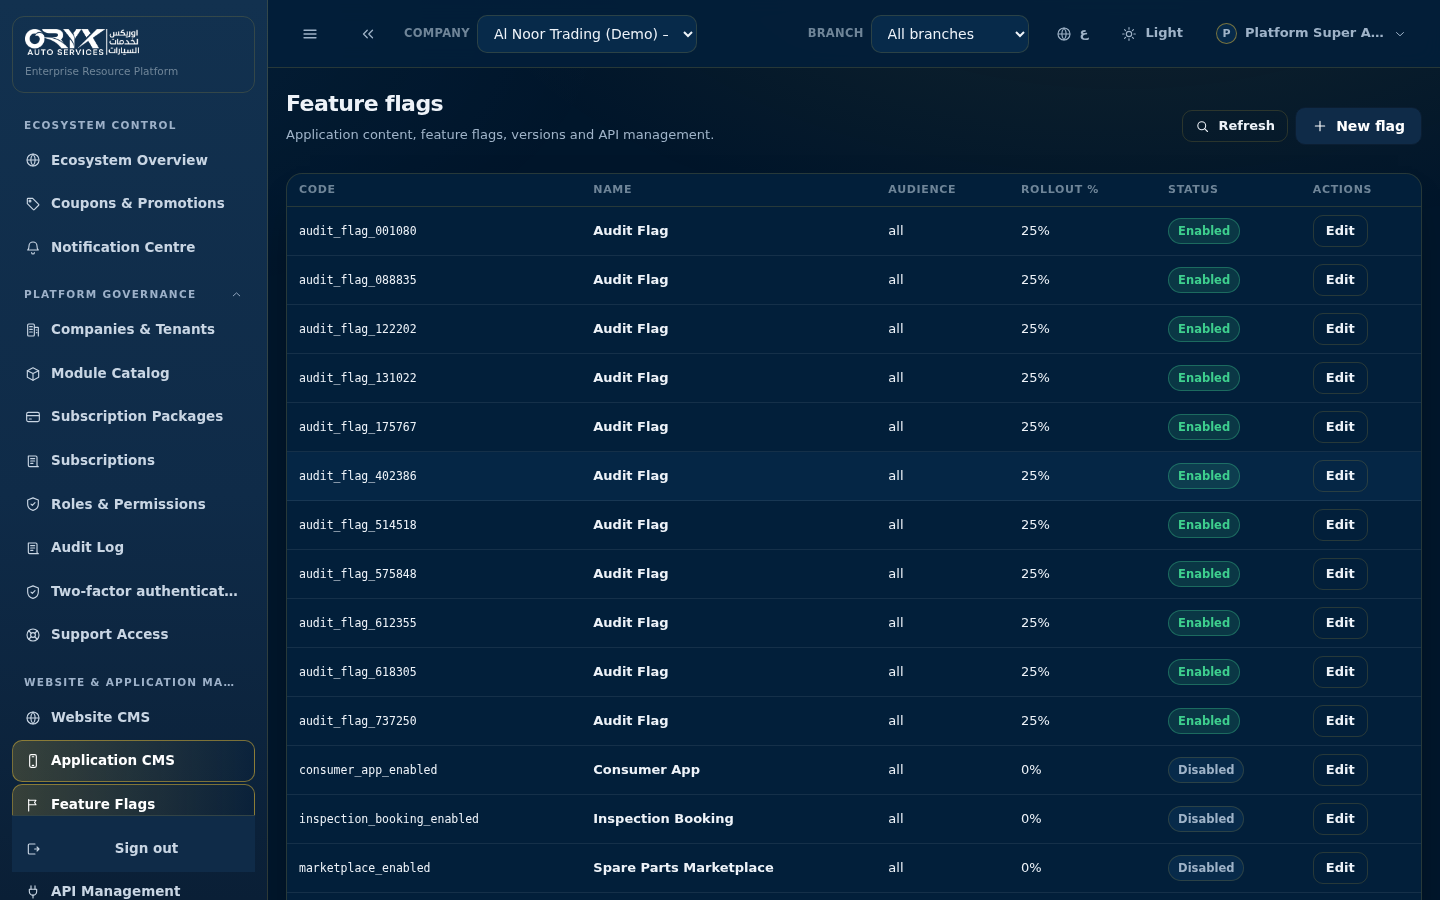 ORYX
AUTO SERVICES
اوريكس
لخدمات
السيارات
Enterprise Resource Platform
ECOSYSTEM CONTROL
Ecosystem Overview
Coupons & Promotions
Notification Centre
PLATFORM GOVERNANCE
Companies & Tenants
Module Catalog
Subscription Packages
Subscriptions
Roles & Permissions
Audit Log
Two-factor authenticat...
Support Access
WEBSITE & APPLICATION MA...
Website CMS
Application CMS
Feature Flags
Sign out
API Management
COMPANY
Al Noor Trading (Demo) –
BRANCH
All branches
ع
Light
P
Platform Super A...
Feature flags
Application content, feature flags, versions and API management.
Refresh
New flag
CODE NAME AUDIENCE ROLLOUT % STATUS ACTIONS
audit_flag_001080 Audit Flag all 25% Enabled Edit
audit_flag_088835 Audit Flag all 25% Enabled Edit
audit_flag_122202 Audit Flag all 25% Enabled Edit
audit_flag_131022 Audit Flag all 25% Enabled Edit
audit_flag_175767 Audit Flag all 25% Enabled Edit
audit_flag_402386 Audit Flag all 25% Enabled Edit
audit_flag_514518 Audit Flag all 25% Enabled Edit
audit_flag_575848 Audit Flag all 25% Enabled Edit
audit_flag_612355 Audit Flag all 25% Enabled Edit
audit_flag_618305 Audit Flag all 25% Enabled Edit
audit_flag_737250 Audit Flag all 25% Enabled Edit
consumer_app_enabled Consumer App all 0% Disabled Edit
inspection_booking_enabled Inspection Booking all 0% Disabled Edit
marketplace_enabled Spare Parts Marketplace all 0% Disabled Edit